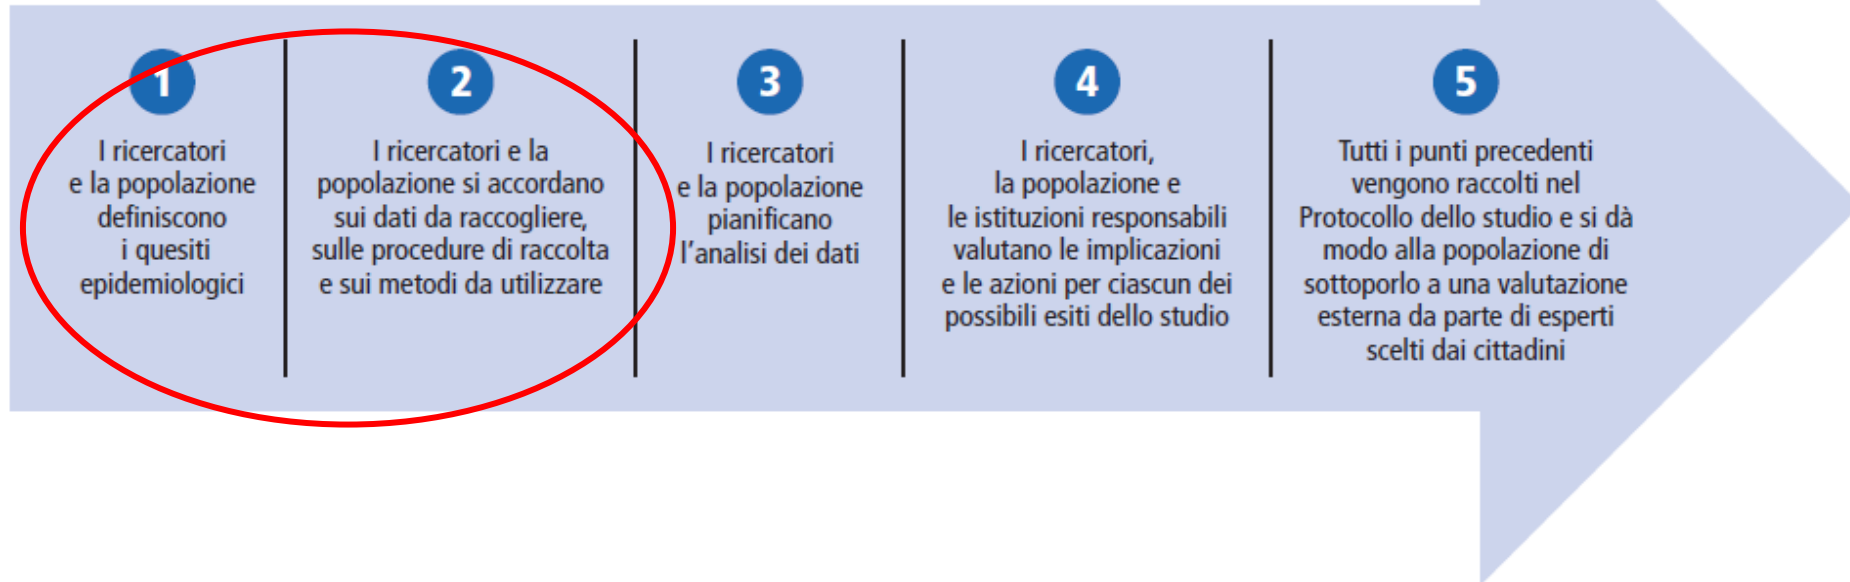 1
I ricercatori
e la popolazione
definiscono
i quesiti
epidemiologici
2
I ricercatori e la
popolazione si accordano
sui dati da raccogliere,
sulle procedure di raccolta
e sui metodi da utilizzare
3
I ricercatori
e la popolazione
pianificano
l'analisi dei dati
4
I ricercatori,
la popolazione e
le istituzioni responsabili
valutano le implicazioni
e le azioni per ciascun dei
possibili esiti dello studio
5
Tutti i punti precedenti
vengono raccolti nel
Protocollo dello studio e si dà
modo alla popolazione di
sottoporlo a una valutazione
esterna da parte di esperti
scelti dai cittadini